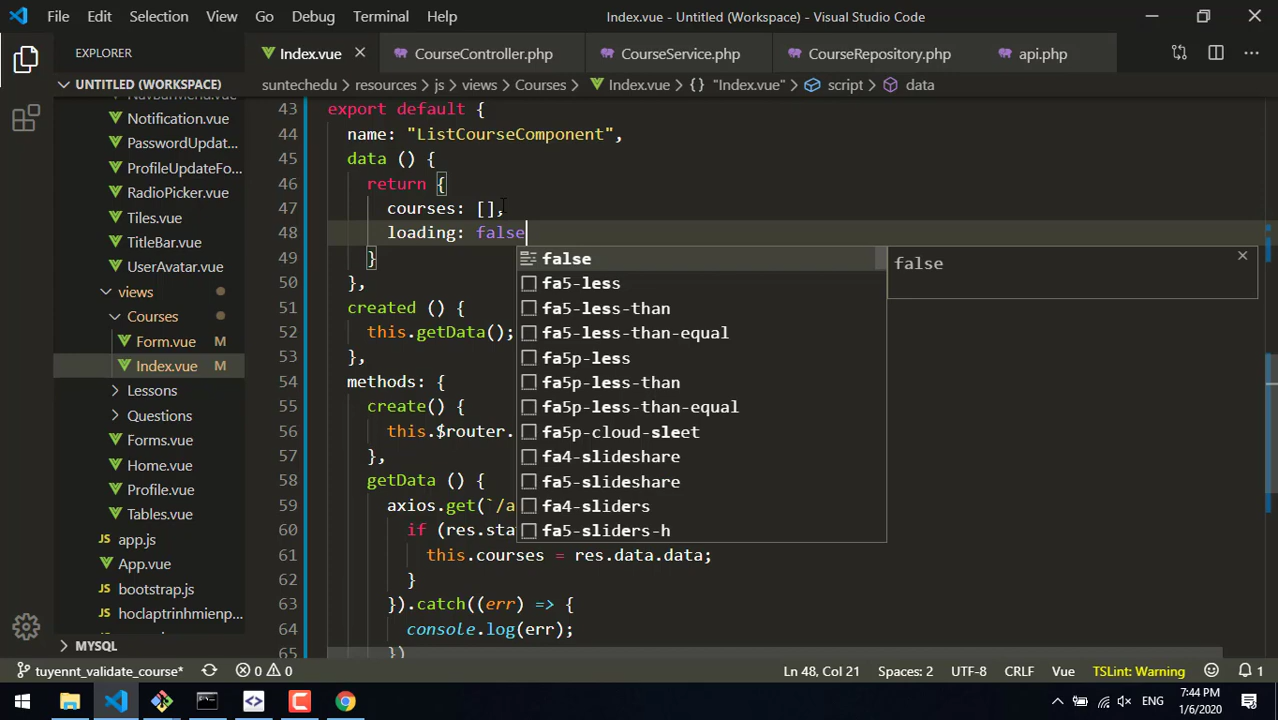 File Edit Selection View Go Debug Terminal Help Index.vue - Untitled (Workspace) - Visual Studio Code
EXPLORER Index.vue CourseController.php CourseService.php CourseRepository.php api.php
UNTITLED (WORKSPACE) suntechedu > resources > js > views > Courses > Index.vue > {} "Index.vue" > script > data
Notification.vue
PasswordUpdat...
ProfileUpdateFo...
RadioPicker.vue
Tiles.vue
TitleBar.vue
UserAvatar.vue
views
Courses
Form.vue M
Index.vue M
Lessons
Questions
Forms.vue
Home.vue
Profile.vue
Tables.vue
app.js
App.vue
bootstrap.js
hoclaptrinhmienp...
MYSQL
43 export default {
44 name: "ListCourseComponent",
45 data () {
46 return {
47 courses: [],
48 loading: false
49 }
50 },
51 created () {
52 this.getData();
53 },
54 methods: {
55 create() {
56 this.$router.
57 },
58 getData () {
59 axios.get(`/a
60 if (res.sta
61 this.courses = res.data.data;
62 }
63 }).catch((err) => {
64 console.log(err);
65 })
false
fa5-less
fa5-less-than
fa5-less-than-equal
fa5p-less
fa5p-less-than
fa5p-less-than-equal
fa5p-cloud-sleet
fa4-slideshare
fa5-slideshare
fa4-sliders
fa5-sliders-h
false
tuyennt_validate_course* 0 0 Ln 48, Col 21 Spaces: 2 UTF-8 CRLF Vue TSLint: Warning 1
ENG 7:44 PM
1/6/2020